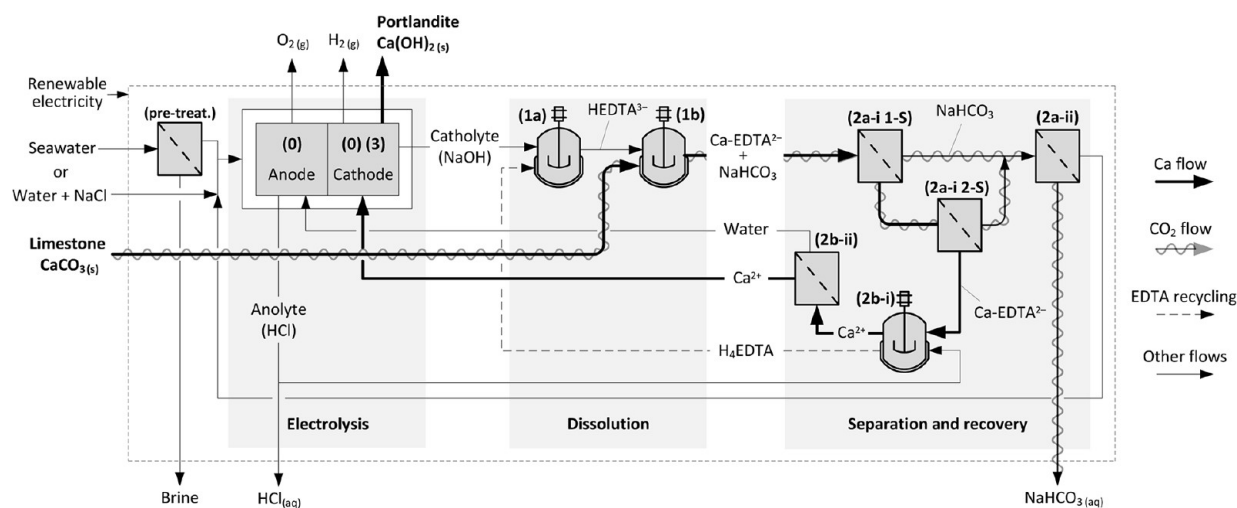 Portlandite
Ca(OH)₂ ₍s₎
O₂ ₍g₎
H₂ ₍g₎
Renewable
electricity
(pre-treat.)
Seawater
or
Water + NaCl
Limestone
CaCO₃₍s₎
(0)
Anode
(0) (3)
Cathode
Catholyte
(NaOH)
(1a)
HEDTA³⁻
(1b)
Ca-EDTA²⁻
+
NaHCO₃
(2a-i 1-S)
NaHCO₃
(2a-ii)
(2a-i 2-S)
Water
(2b-ii)
Ca²⁺
(2b-i)
Ca²⁺
Ca-EDTA²⁻
H₄EDTA
Anolyte
(HCl)
Electrolysis
Dissolution
Separation and recovery
Brine
HCl₍aq₎
NaHCO₃ ₍aq₎
Ca flow
CO₂ flow
EDTA recycling
Other flows